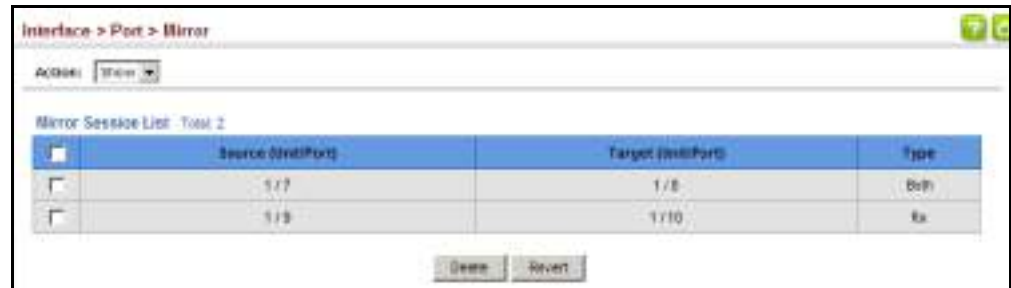 Interface > Port > Mirror
Action: Show
Mirror Session List Total: 2
Source (Unit/Port) Target (Unit/Port) Type
1 / 7 1 / 8 Both
1 / 9 1 / 10 Rx
Delete Revert